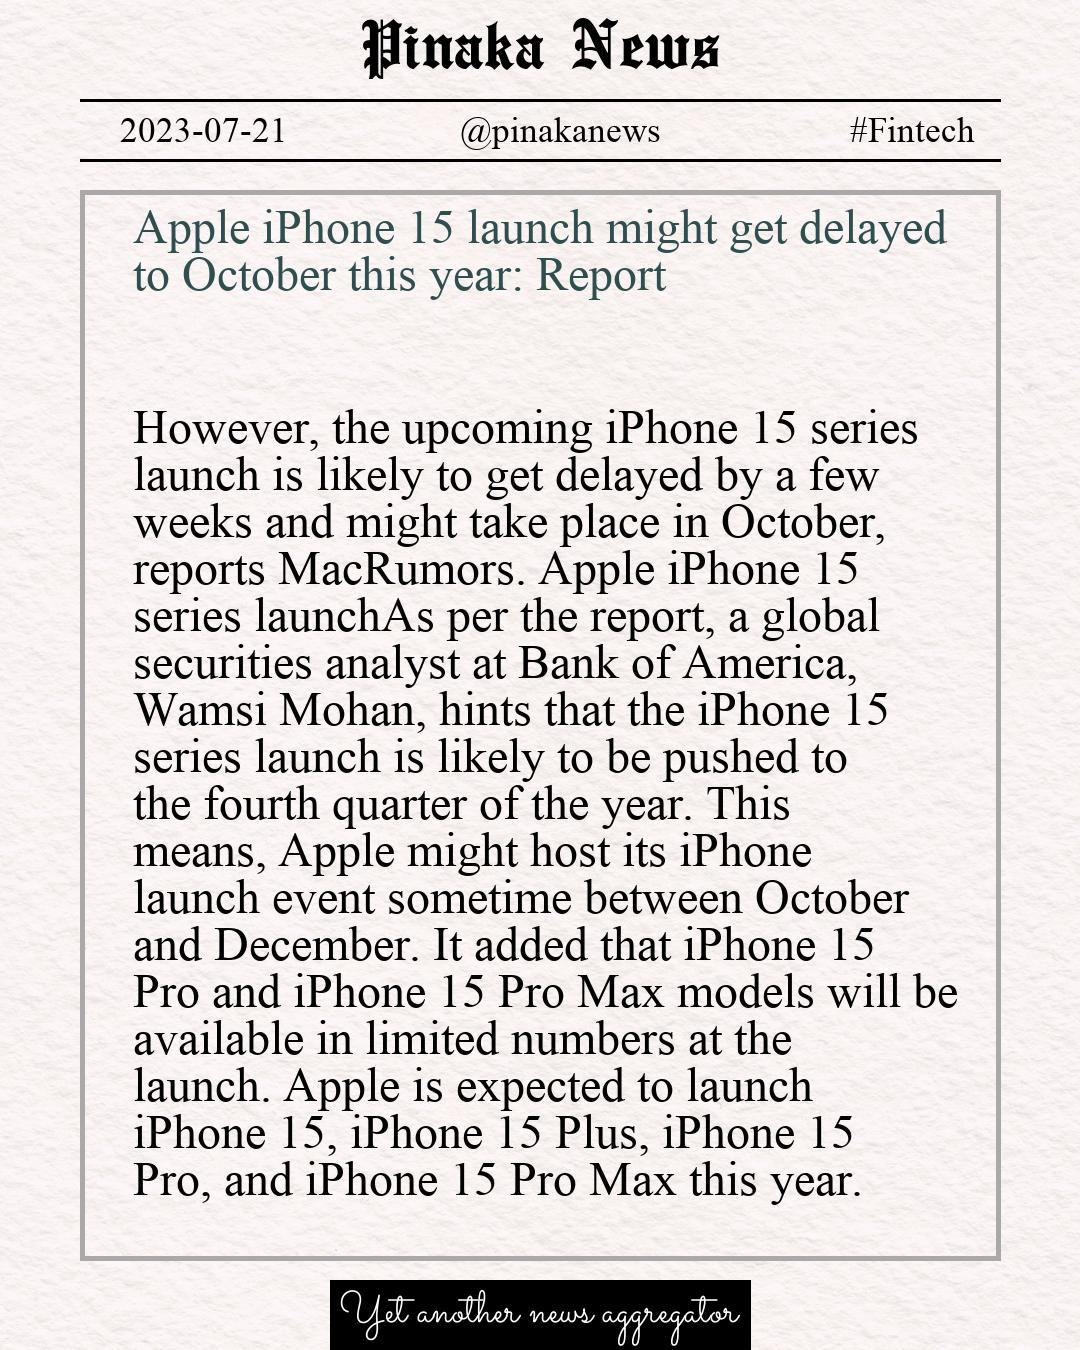 Pinaka News
2023-07-21 @pinakanews #Fintech
Apple iPhone 15 launch might get delayed
to October this year: Report
However, the upcoming iPhone 15 series
launch is likely to get delayed by a few
weeks and might take place in October,
reports MacRumors. Apple iPhone 15
series launchAs per the report, a global
securities analyst at Bank of America,
Wamsi Mohan, hints that the iPhone 15
series launch is likely to be pushed to
the fourth quarter of the year. This
means, Apple might host its iPhone
launch event sometime between October
and December. It added that iPhone 15
Pro and iPhone 15 Pro Max models will be
available in limited numbers at the
launch. Apple is expected to launch
iPhone 15, iPhone 15 Plus, iPhone 15
Pro, and iPhone 15 Pro Max this year.
Yet another news aggregator